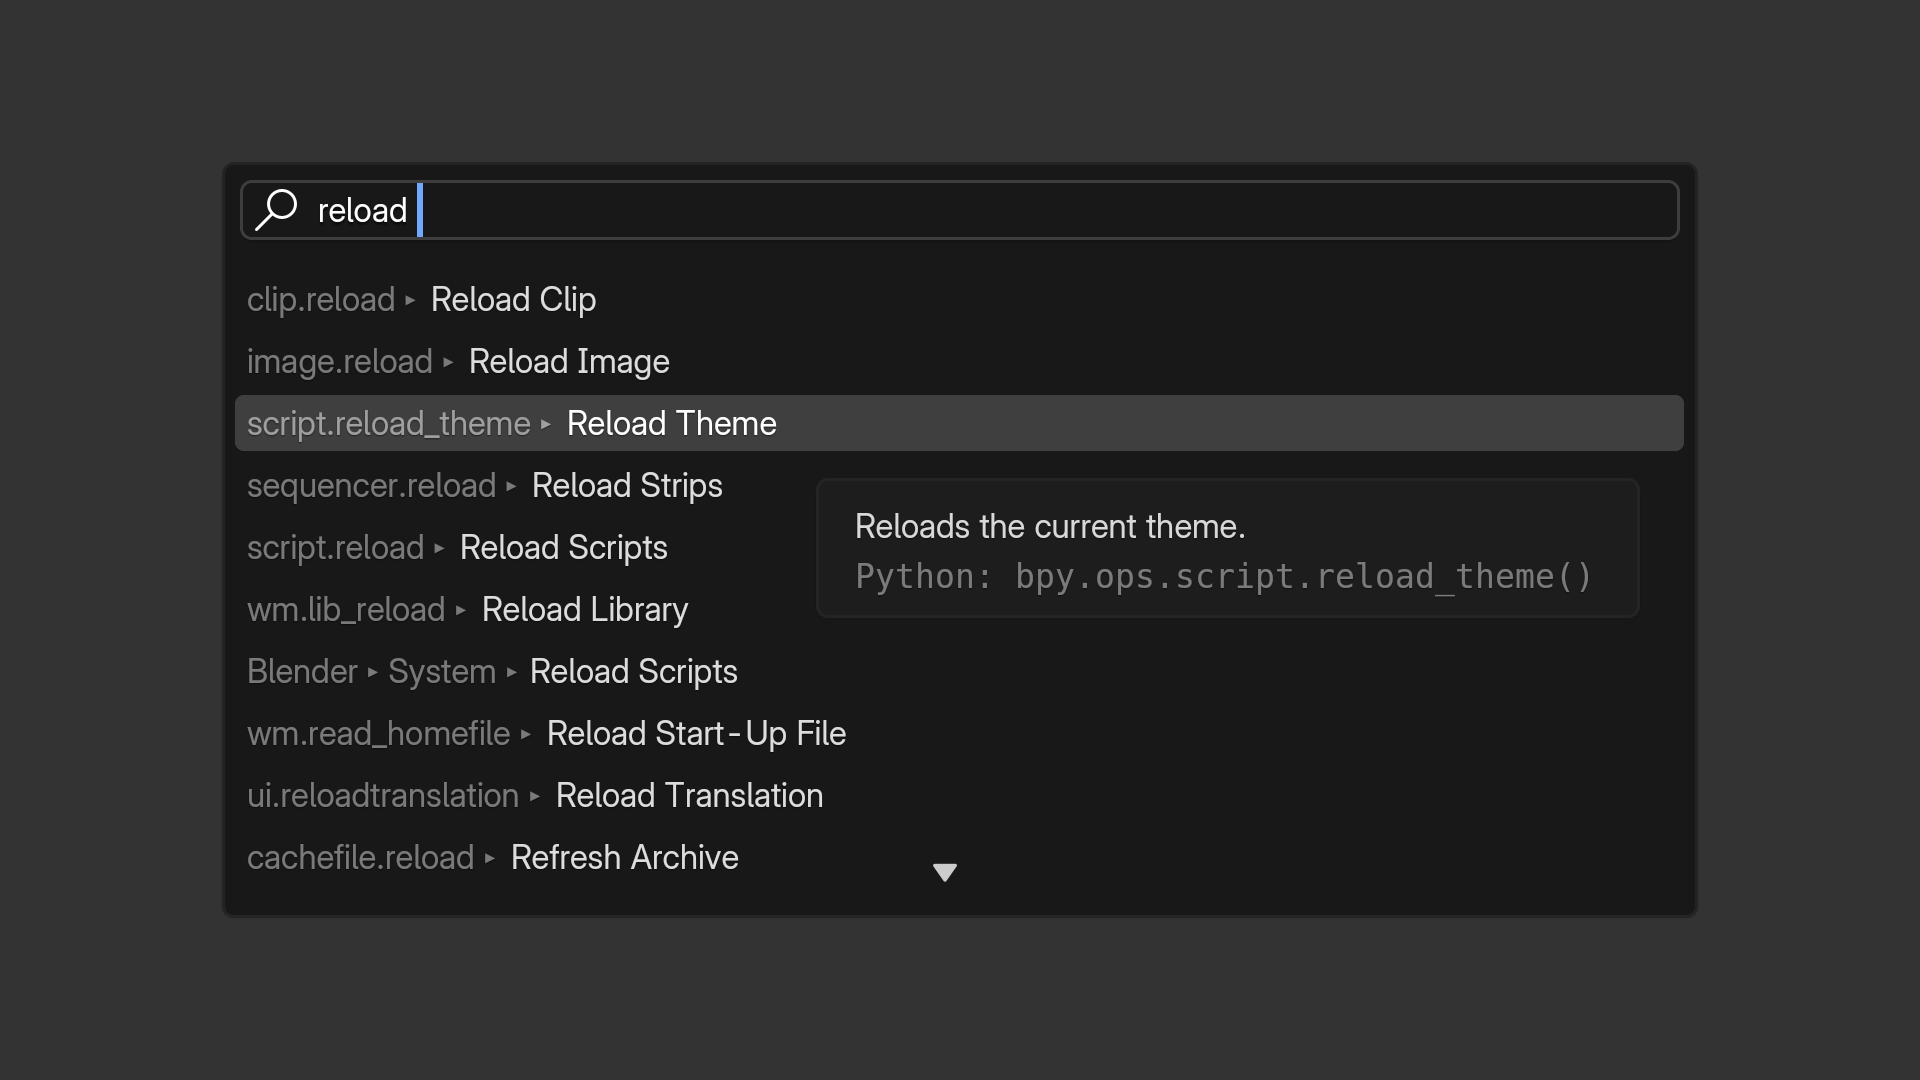 reload
clip.reload ▸ Reload Clip
image.reload ▸ Reload Image
script.reload_theme ▸ Reload Theme
sequencer.reload ▸ Reload Strips
Reloads the current theme.
script.reload ▸ Reload Scripts
Python: bpy.ops.script.reload_theme()
wm.lib_reload ▸ Reload Library
Blender ▸ System ▸ Reload Scripts
wm.read_homefile ▸ Reload Start-Up File
ui.reloadtranslation ▸ Reload Translation
cachefile.reload ▸ Refresh Archive